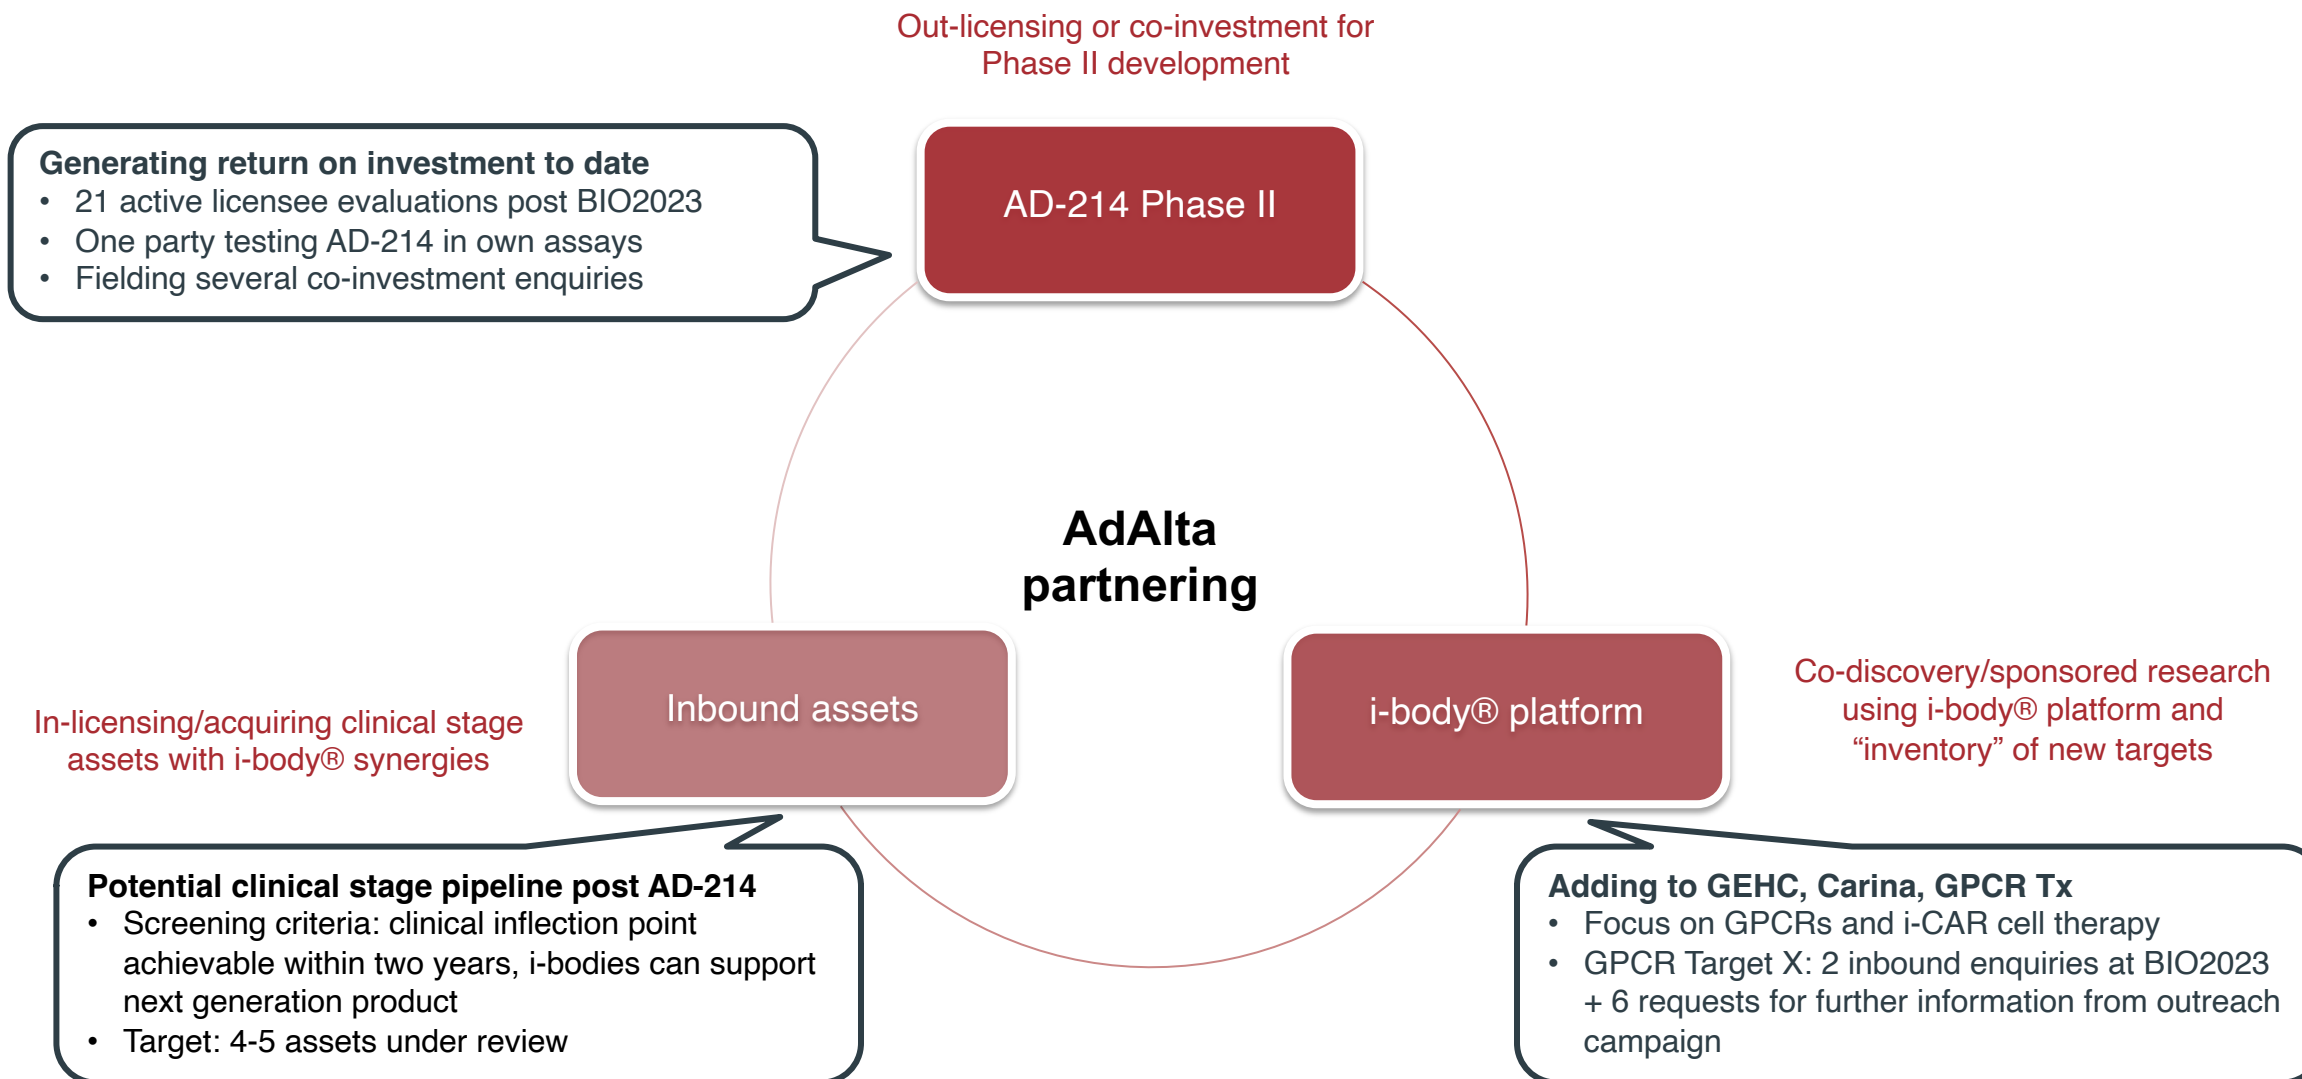 Out-licensing or co-investment for
Phase II development
Generating return on investment to date
• 21 active licensee evaluations post BIO2023
• One party testing AD-214 in own assays
• Fielding several co-investment enquiries
AD-214 Phase II
AdAlta
partnering
Inbound assets
i-body® platform
In-licensing/acquiring clinical stage
assets with i-body® synergies
Co-discovery/sponsored research
using i-body® platform and
“inventory” of new targets
Potential clinical stage pipeline post AD-214
• Screening criteria: clinical inflection point
achievable within two years, i-bodies can support
next generation product
• Target: 4-5 assets under review
Adding to GEHC, Carina, GPCR Tx
• Focus on GPCRs and i-CAR cell therapy
• GPCR Target X: 2 inbound enquiries at BIO2023
+ 6 requests for further information from outreach
campaign